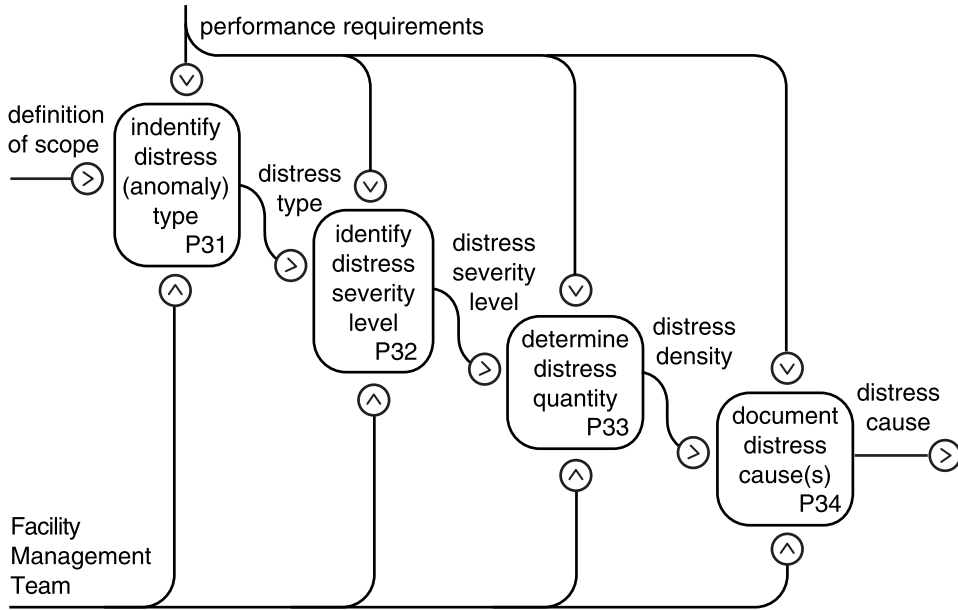 performance requirements
definition
of scope
indentify
distress
(anomaly)
type
P31
distress
type
identify
distress
severity
level
P32
distress
severity
level
determine
distress
quantity
P33
distress
density
document
distress
cause(s)
P34
distress
cause
Facility
Management
Team